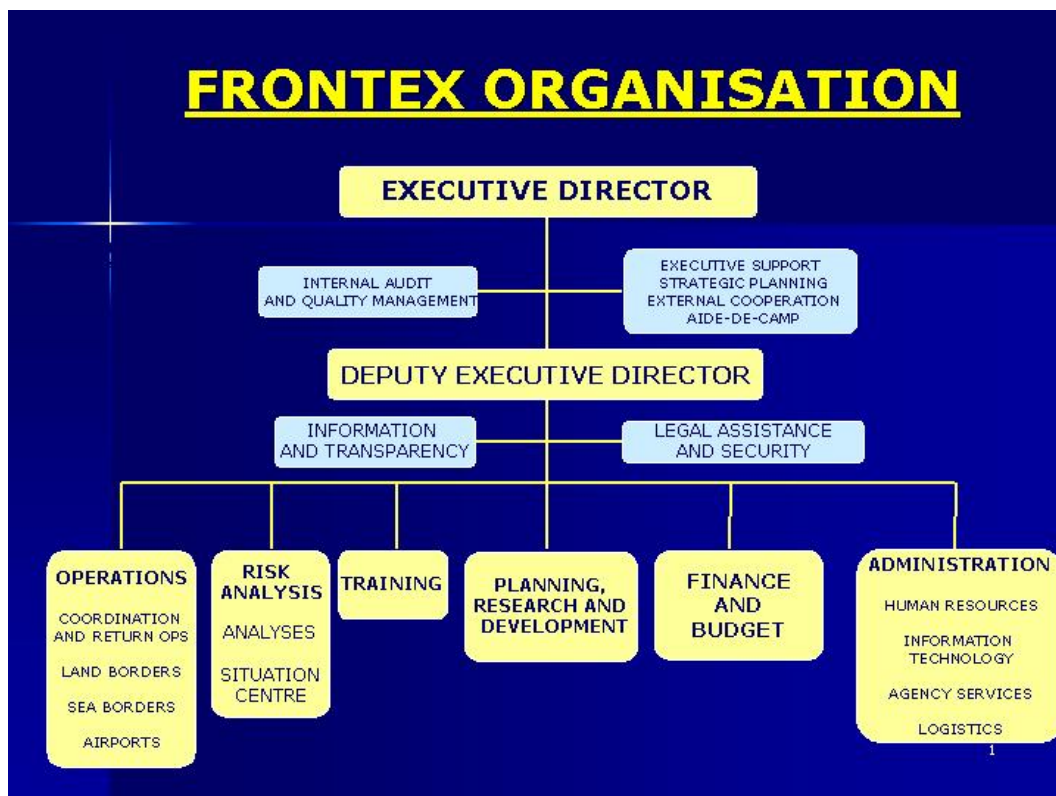 FRONTEX ORGANISATION
EXECUTIVE DIRECTOR
INTERNAL AUDIT
AND QUALITY MANAGEMENT
EXECUTIVE SUPPORT
STRATEGIC PLANNING
EXTERNAL COOPERATION
AIDE-DE-CAMP
DEPUTY EXECUTIVE DIRECTOR
INFORMATION
AND TRANSPARENCY
LEGAL ASSISTANCE
AND SECURITY
OPERATIONS
COORDINATION
AND RETURN OPS
LAND BORDERS
SEA BORDERS
AIRPORTS
RISK
ANALYSIS
ANALYSES
SITUATION
CENTRE
TRAINING
PLANNING,
RESEARCH AND
DEVELOPMENT
FINANCE
AND
BUDGET
ADMINISTRATION
HUMAN RESOURCES
INFORMATION
TECHNOLOGY
AGENCY SERVICES
LOGISTICS
1